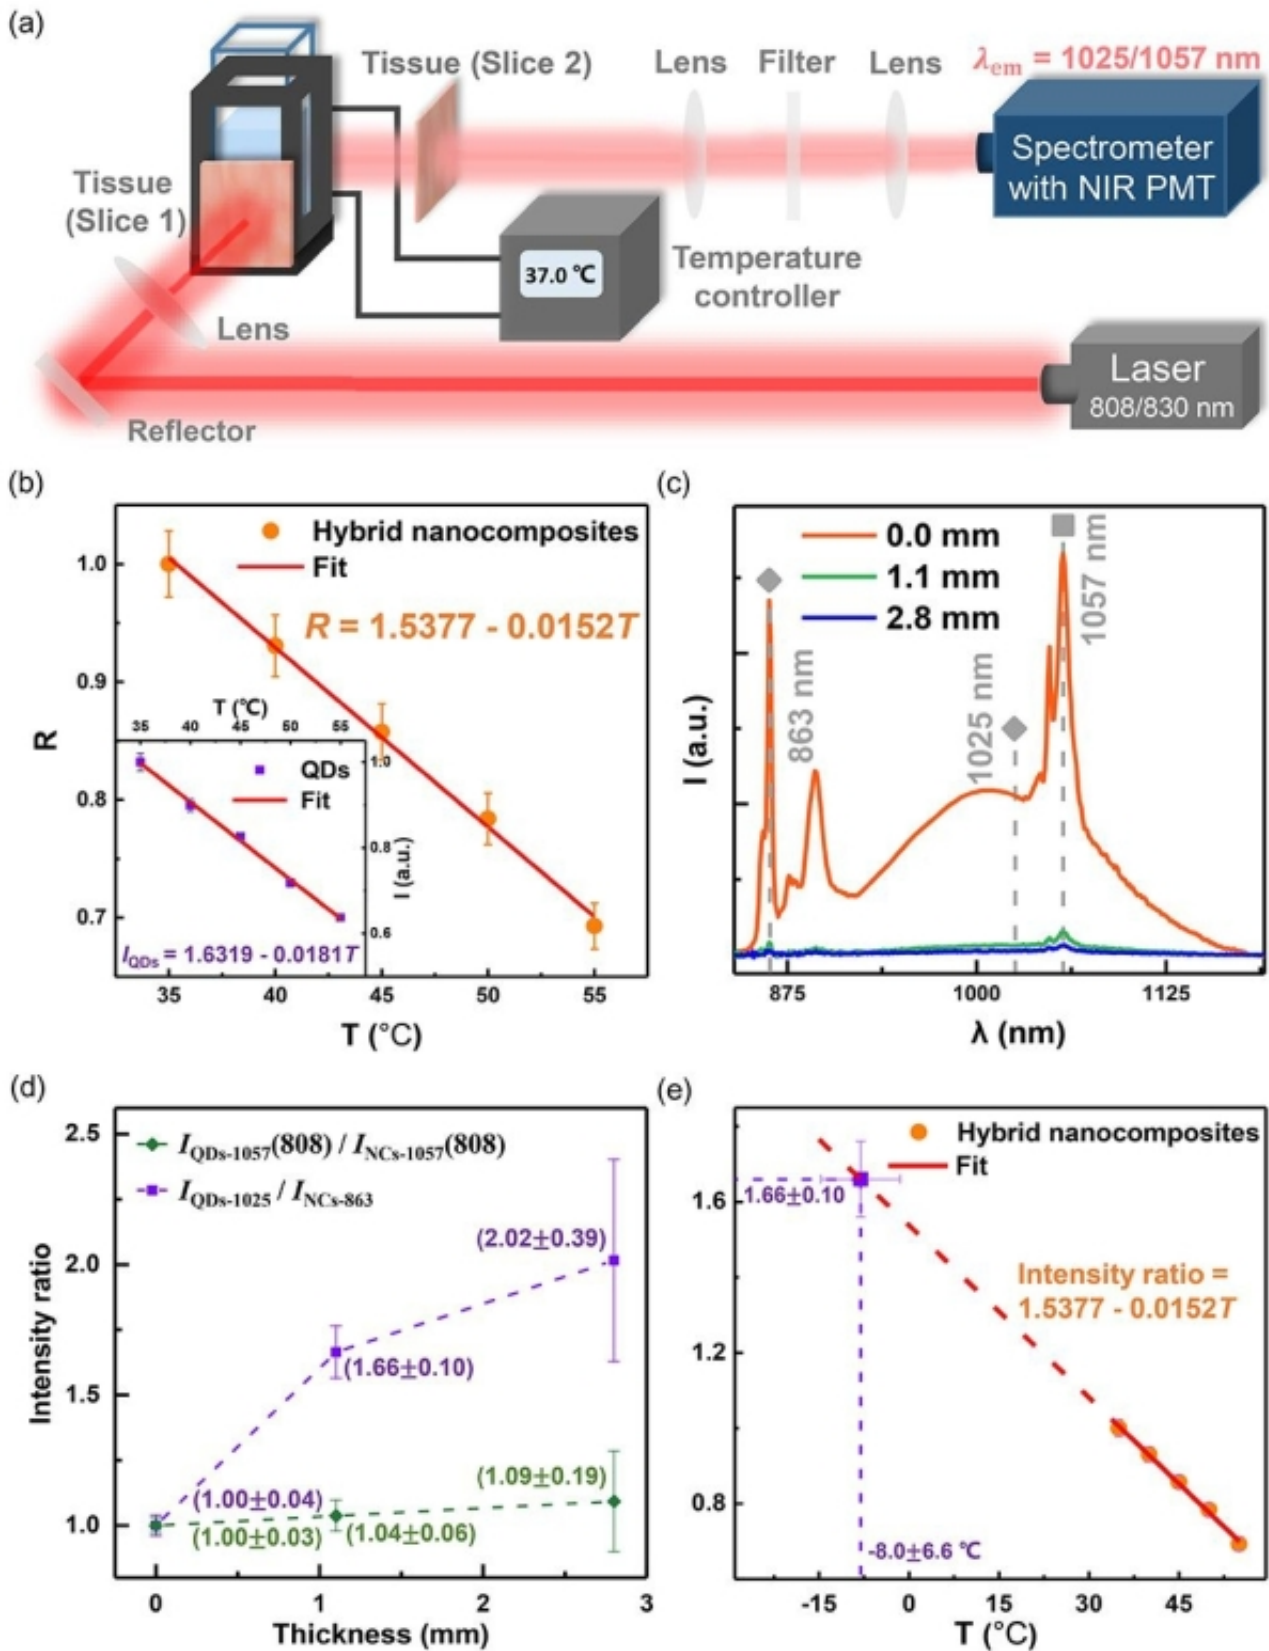 (a)
Tissue (Slice 2)
Lens
Filter
Lens
λem = 1025/1057 nm
Spectrometer
with NIR PMT
Tissue
(Slice 1)
37.0 ℃
Temperature
controller
Lens
Laser
808/830 nm
Reflector
(b)
Hybrid nanocomposites
Fit
R = 1.5377 - 0.0152T
1.0
0.9
0.8
0.7
R
T (℃)
35 40 45 50 55
QDs
Fit
1.0
0.8
0.6
I (a.u.)
IQDs = 1.6319 - 0.0181T
35 40 45 50 55
T (°C)
(c)
0.0 mm
1.1 mm
2.8 mm
863 nm
1025 nm
1057 nm
I (a.u.)
875 1000 1125
λ (nm)
(d)
IQDs-1057(808) / INCs-1057(808)
IQDs-1025 / INCs-863
2.5
2.0
1.5
1.0
Intensity ratio
(2.02±0.39)
(1.66±0.10)
(1.09±0.19)
(1.00±0.04)
(1.00±0.03)
(1.04±0.06)
0 1 2 3
Thickness (mm)
(e)
Hybrid nanocomposites
Fit
1.66±0.10
1.6
1.2
0.8
Intensity ratio =
1.5377 - 0.0152T
-8.0±6.6 ℃
-15 0 15 30 45
T (°C)